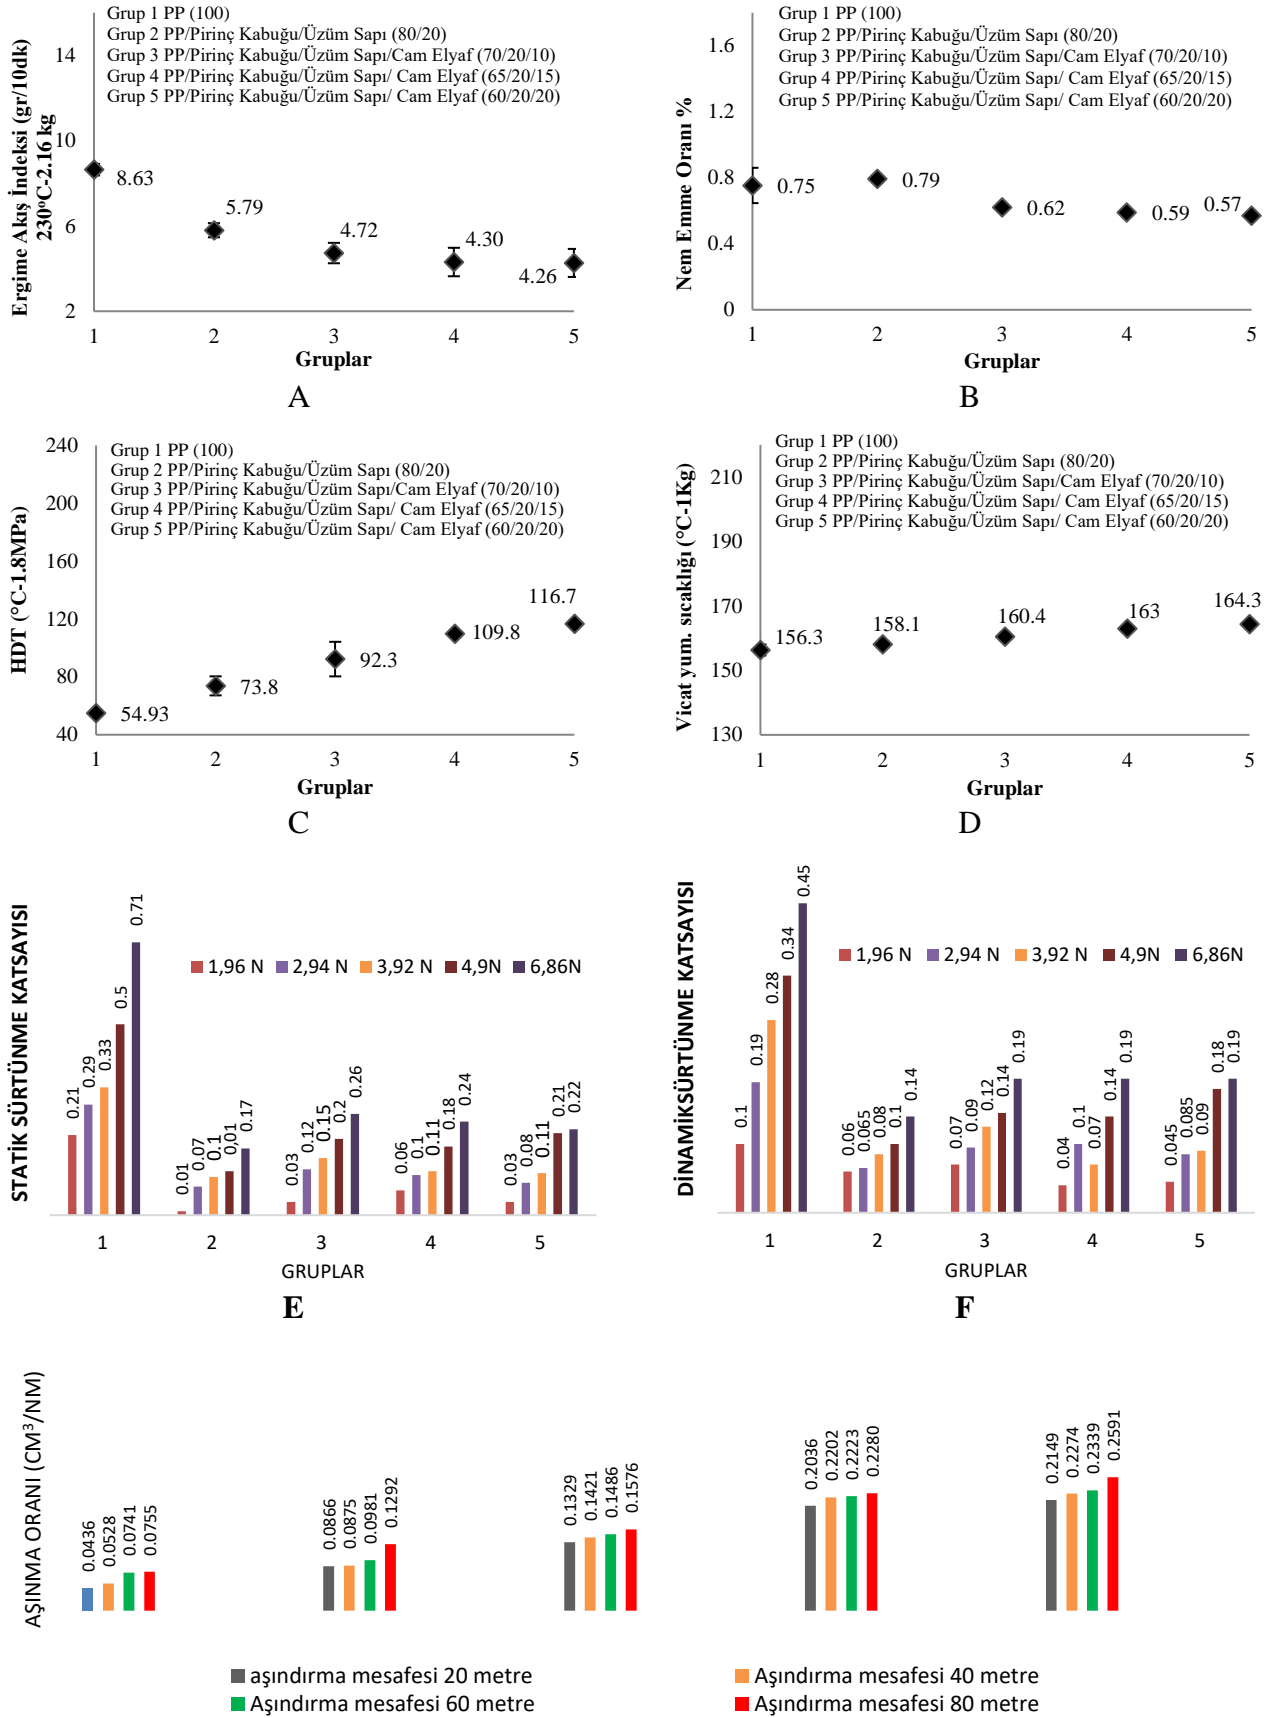 Grup 1 PP (100)
Grup 2 PP/Pirinç Kabuğu/Üzüm Sapı (80/20)
Grup 3 PP/Pirinç Kabuğu/Üzüm Sapı/Cam Elyaf (70/20/10)
Grup 4 PP/Pirinç Kabuğu/Üzüm Sapı/ Cam Elyaf (65/20/15)
Grup 5 PP/Pirinç Kabuğu/Üzüm Sapı/ Cam Elyaf (60/20/20)
Ergime Akış İndeksi (gr/10dk)
230°C-2.16 kg
14
10
6
2
8.63
5.79
4.72
4.30
4.26
1 2 3 4 5
Gruplar
A
Grup 1 PP (100)
Grup 2 PP/Pirinç Kabuğu/Üzüm Sapı (80/20)
Grup 3 PP/Pirinç Kabuğu/Üzüm Sapı/Cam Elyaf (70/20/10)
Grup 4 PP/Pirinç Kabuğu/Üzüm Sapı/ Cam Elyaf (65/20/15)
Grup 5 PP/Pirinç Kabuğu/Üzüm Sapı/ Cam Elyaf (60/20/20)
Nem Emme Oranı %
1.6
1.2
0.8
0.4
0
0.75
0.79
0.62
0.59
0.57
1 2 3 4 5
Gruplar
B
Grup 1 PP (100)
Grup 2 PP/Pirinç Kabuğu/Üzüm Sapı (80/20)
Grup 3 PP/Pirinç Kabuğu/Üzüm Sapı/Cam Elyaf (70/20/10)
Grup 4 PP/Pirinç Kabuğu/Üzüm Sapı/ Cam Elyaf (65/20/15)
Grup 5 PP/Pirinç Kabuğu/Üzüm Sapı/ Cam Elyaf (60/20/20)
HDT (°C-1.8MPa)
240
200
160
120
80
40
54.93
73.8
92.3
109.8
116.7
1 2 3 4 5
Gruplar
C
Grup 1 PP (100)
Grup 2 PP/Pirinç Kabuğu/Üzüm Sapı (80/20)
Grup 3 PP/Pirinç Kabuğu/Üzüm Sapı/Cam Elyaf (70/20/10)
Grup 4 PP/Pirinç Kabuğu/Üzüm Sapı/ Cam Elyaf (65/20/15)
Grup 5 PP/Pirinç Kabuğu/Üzüm Sapı/ Cam Elyaf (60/20/20)
Vicat yum. sıcaklığı (°C-1Kg)
210
190
170
150
130
156.3
158.1
160.4
163
164.3
1 2 3 4 5
Gruplar
D
STATİK SÜRTÜNME KATSAYISI
1,96 N 2,94 N 3,92 N 4,9N 6,86N
0.21 0.29 0.33 0.5 0.71
0.01 0.07 0.1 0,01 0.17
0.03 0.12 0.15 0.2 0.26
0.06 0.1 0.11 0.18 0.24
0.03 0.08 0.11 0.21 0.22
1 2 3 4 5
GRUPLAR
E
DİNAMİKSÜRTÜNME KATSAYISI
1,96 N 2,94 N 3,92 N 4,9N 6,86N
0.1 0.19 0.28 0.34 0.45
0.06 0.065 0.08 0.1 0.14
0.07 0.09 0.12 0.14 0.19
0.04 0.1 0.07 0.14 0.19
0.045 0.085 0.09 0.18 0.19
1 2 3 4 5
GRUPLAR
F
AŞINMA ORANI (CM³/NM)
0.0436 0.0528 0.0741 0.0755
0.0866 0.0875 0.0981 0.1292
0.1329 0.1421 0.1486 0.1576
0.2036 0.2202 0.2223 0.2280
0.2149 0.2274 0.2339 0.2591
aşındırma mesafesi 20 metre
Aşındırma mesafesi 40 metre
Aşındırma mesafesi 60 metre
Aşındırma mesafesi 80 metre